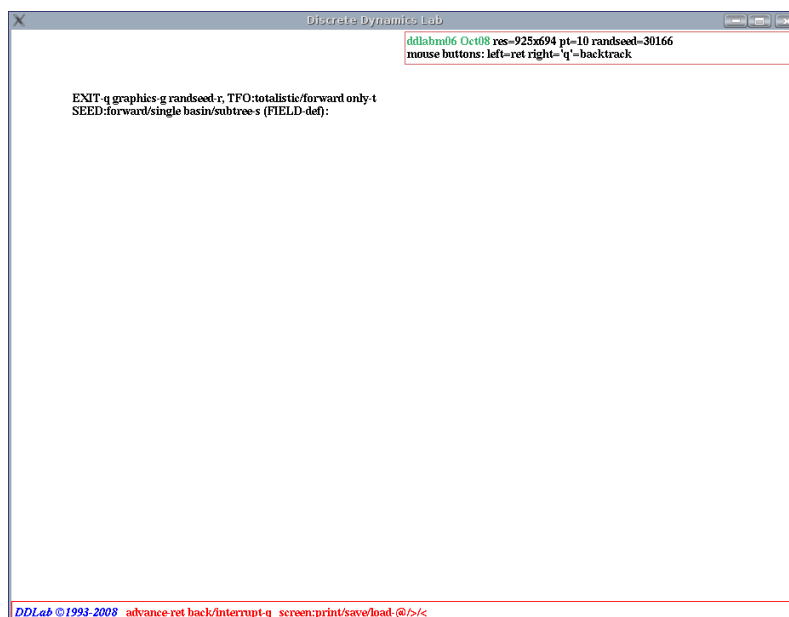 Discrete Dynamics Lab
ddlabm06 Oct08 res=925x694 pt=10 randseed=30166
mouse buttons: left=ret right='q'=backtrack
EXIT-q graphics-g randseed-r, TFO:totalistic/forward only-t
SEED:forward/single basin/subtree-s (FIELD-def):
DDLab ©1993-2008 advance-ret back/interrupt-q screen:print/save/load-@/>/<